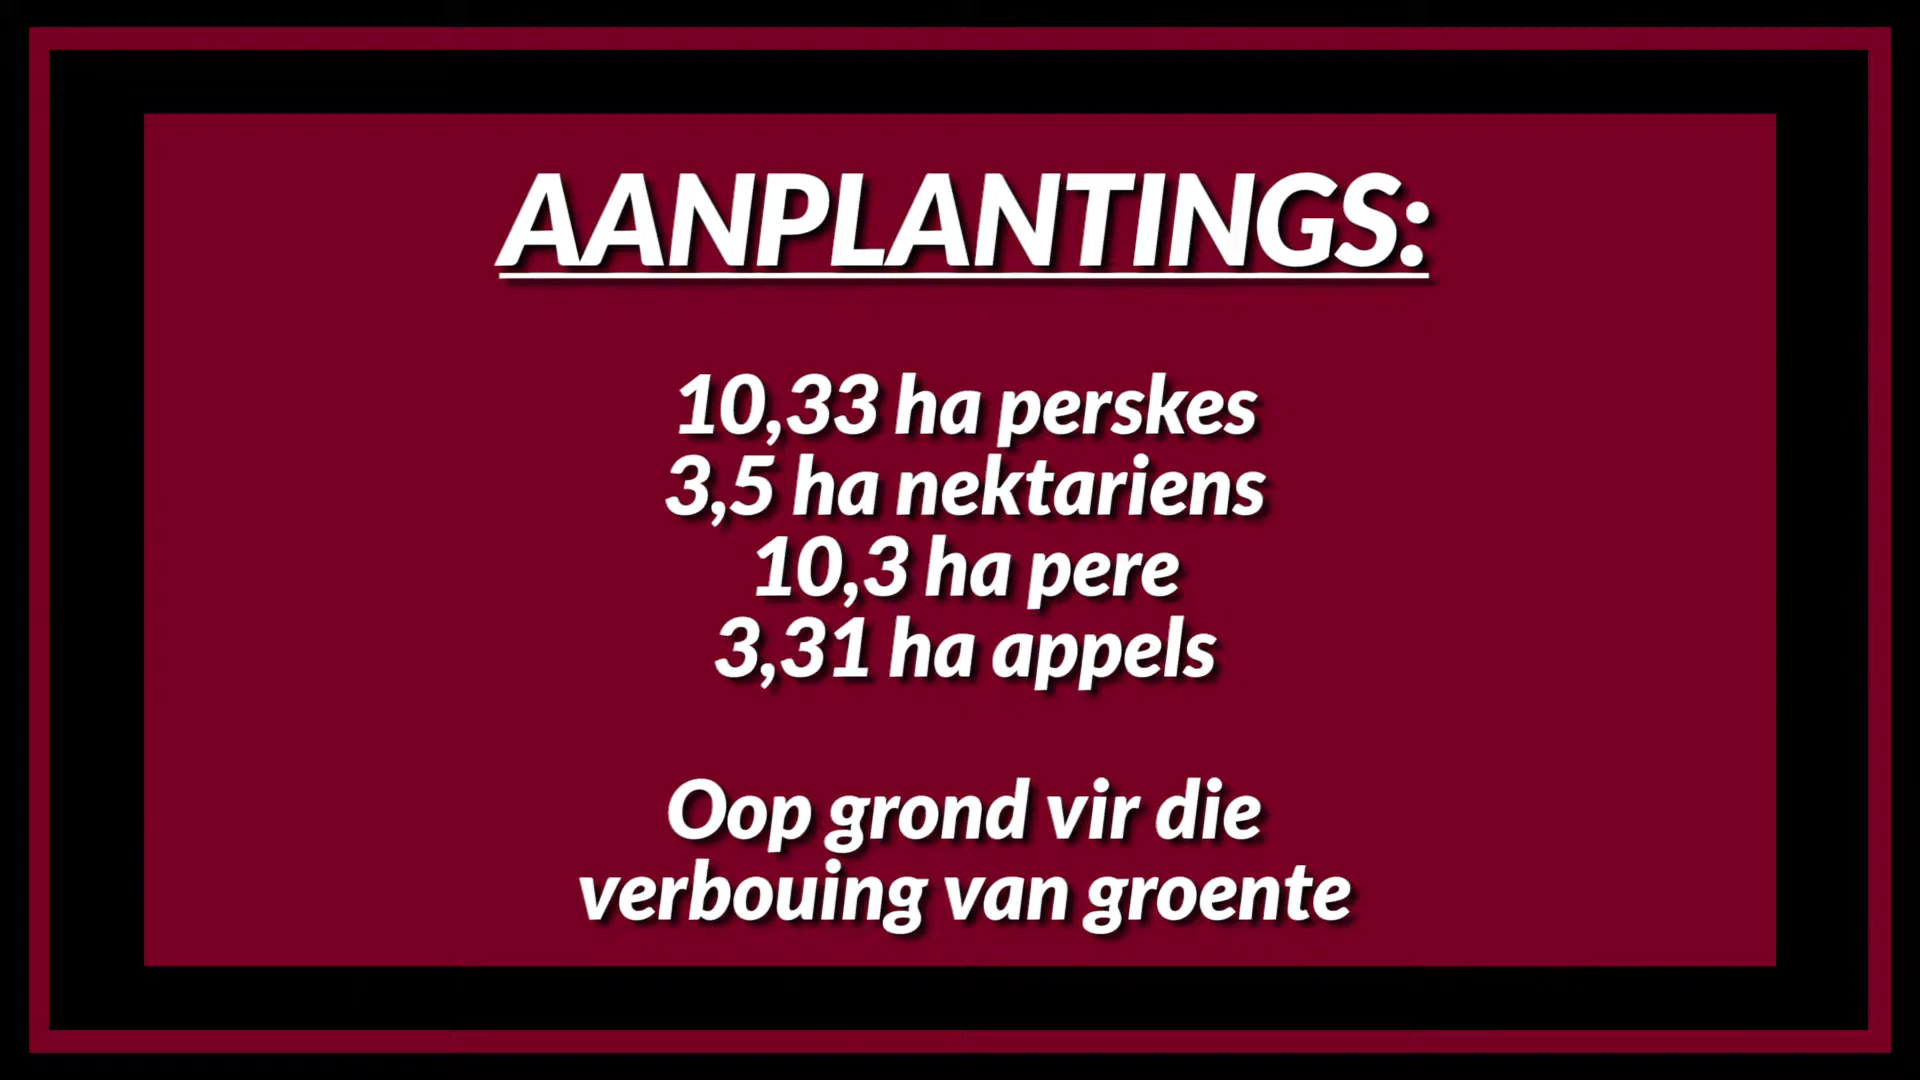 AANPLANTINGS:
10,33 ha perskes
3,5 ha nektariens
10,3 ha pere
3,31 ha appels
Oop grond vir die
verbouing van groente